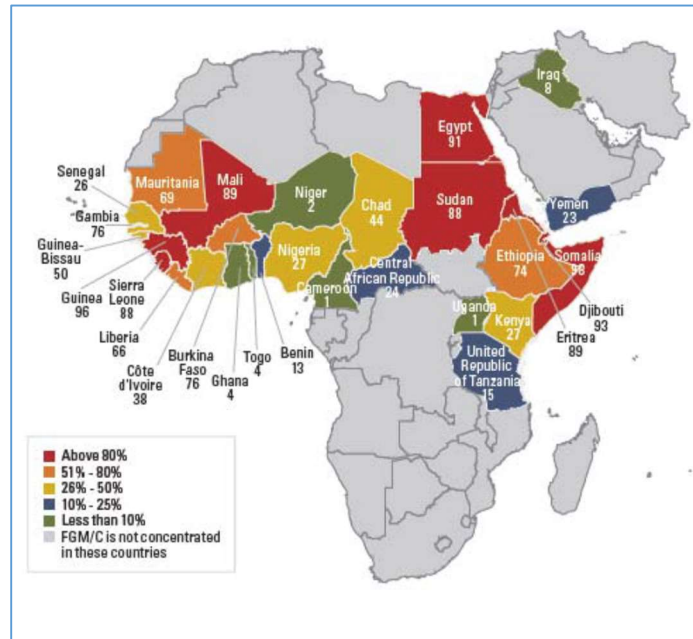 Iraq
8
Egypt
91
Senegal
26
Mauritania
69
Mali
89
Niger
2
Chad
44
Sudan
88
Yemen
23
Gambia
76
Guinea-
Bissau
50
Nigeria
27
Central
African Republic
24
Ethiopia
74
Somalia
98
Guinea
96
Sierra
Leone
88
Cameroon
1
Uganda
1
Kenya
27
Djibouti
93
Eritrea
89
Liberia
66
Côte
d'Ivoire
38
Burkina
Faso
76
Ghana
4
Togo
4
Benin
13
United
Republic
of Tanzania
15
Above 80%
51% - 80%
26% - 50%
10% - 25%
Less than 10%
FGM/C is not concentrated
in these countries